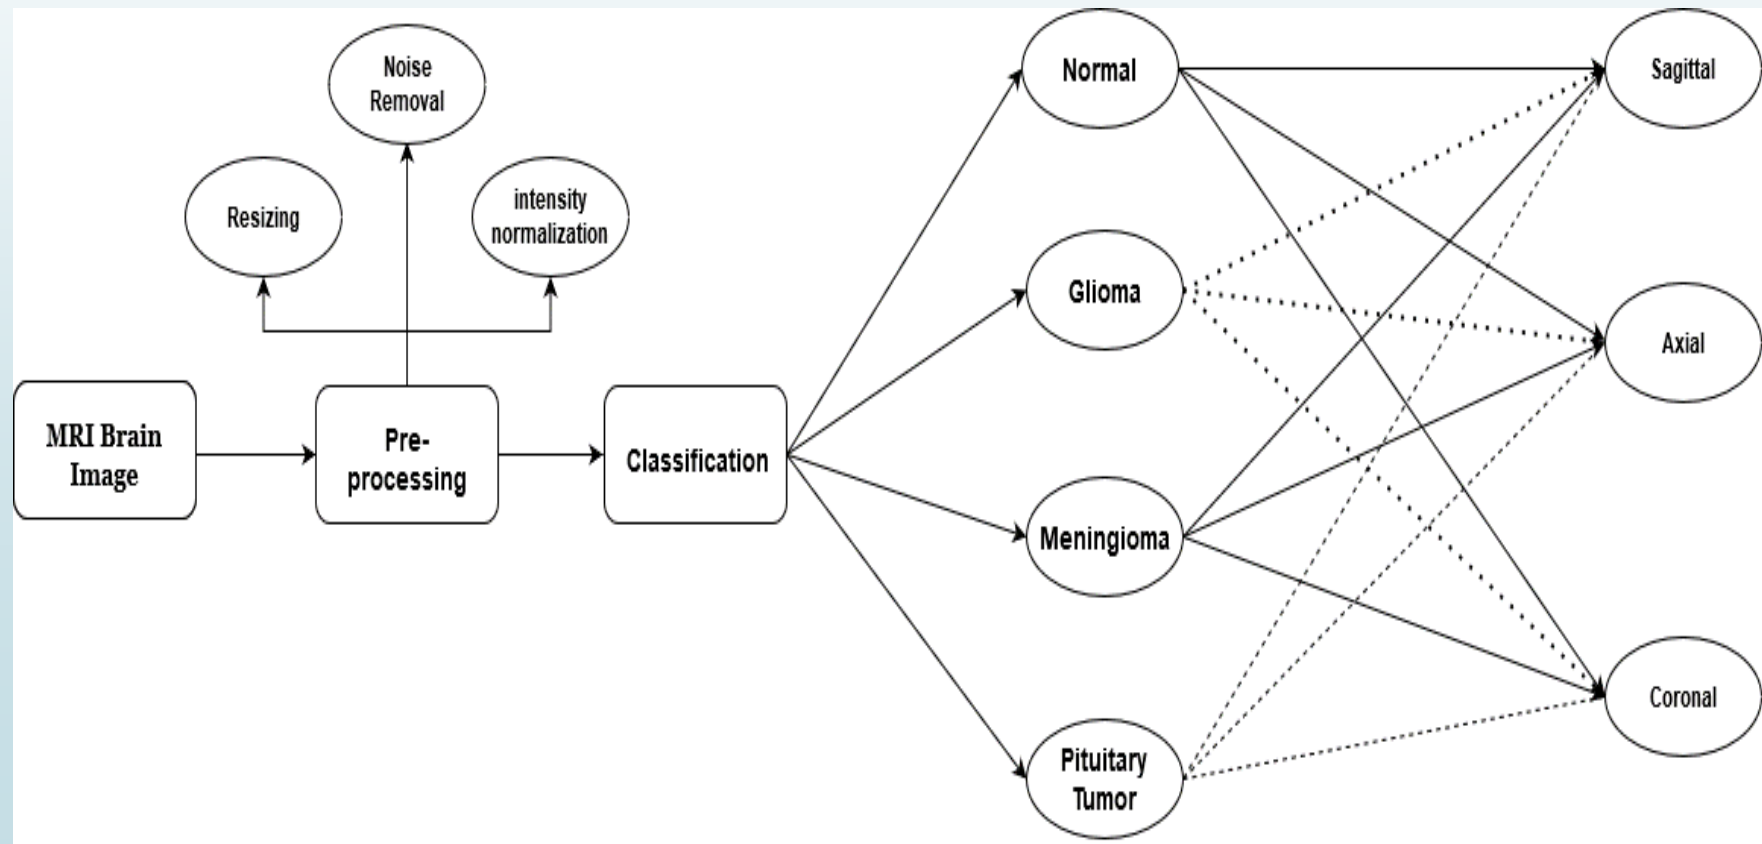 Noise
Removal
Resizing
intensity
normalization
MRI Brain
Image
Pre-
processing
Classification
Normal
Glioma
Meningioma
Pituitary
Tumor
Sagittal
Axial
Coronal